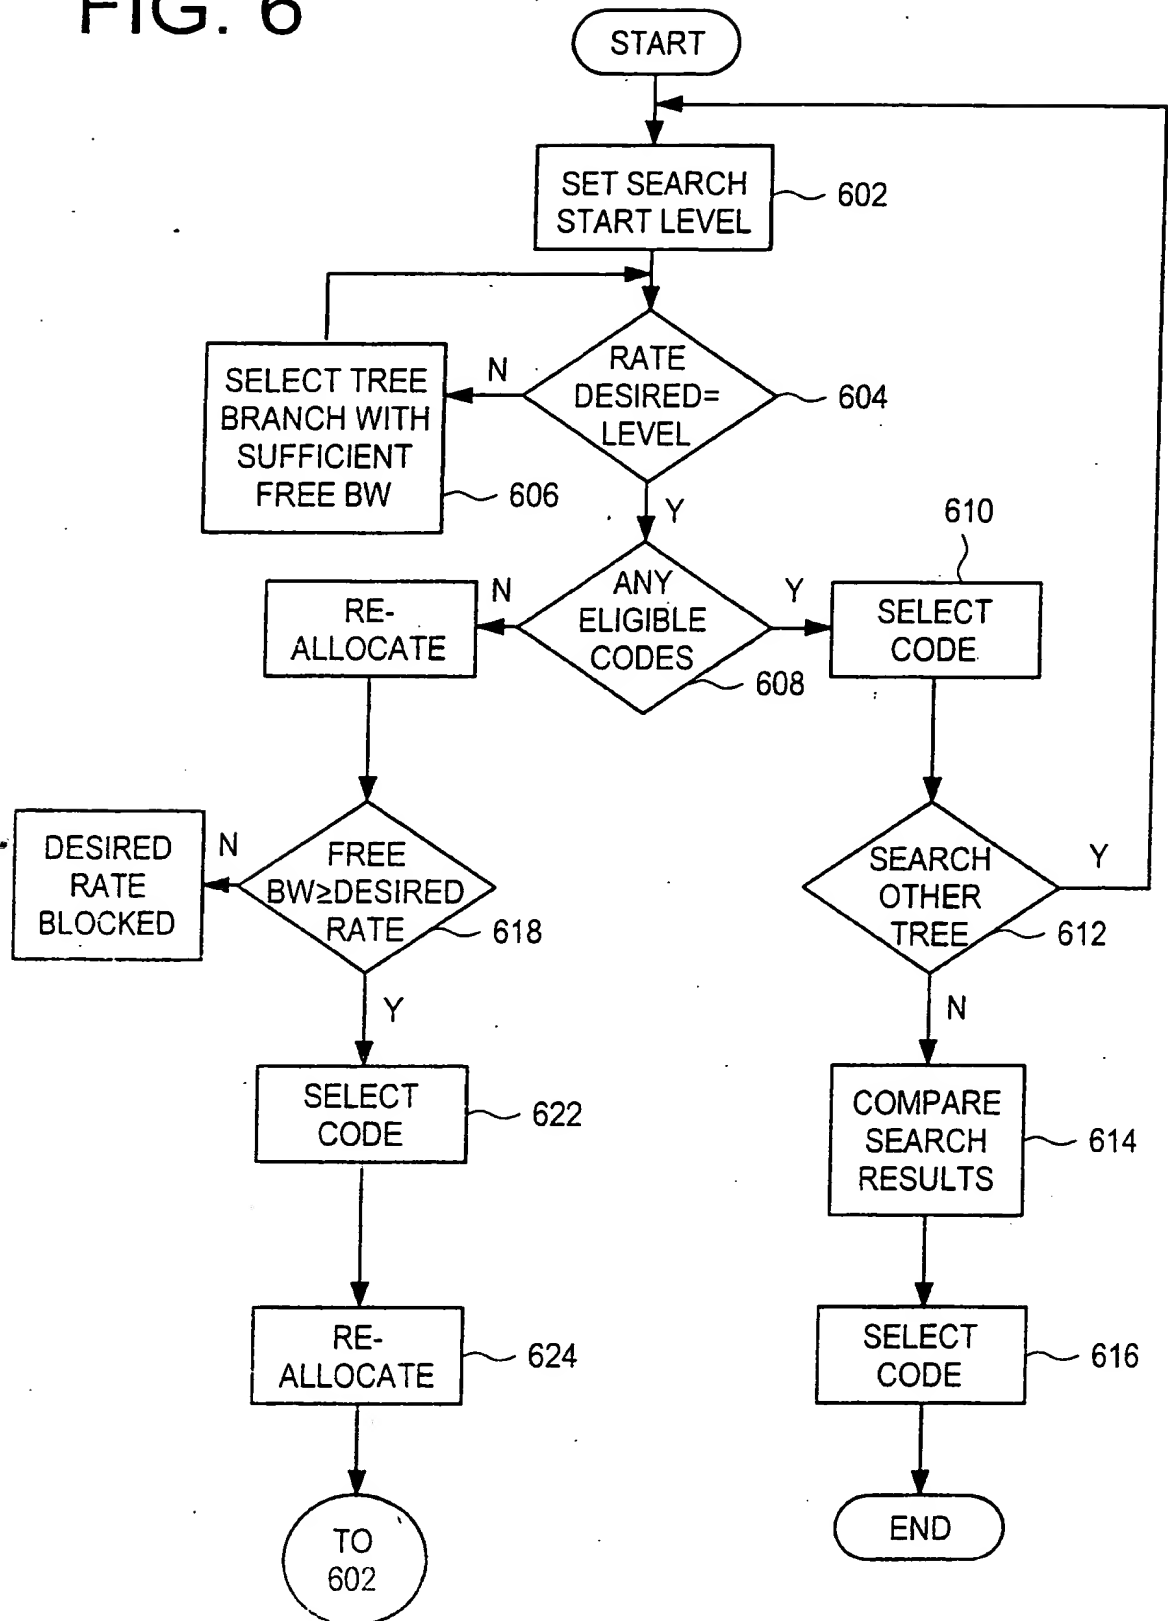 FIG. 6
START
SET SEARCH
START LEVEL
602
RATE
DESIRED=
LEVEL
604
N
SELECT TREE
BRANCH WITH
SUFFICIENT
FREE BW
606
Y
ANY
ELIGIBLE
CODES
608
N
RE-
ALLOCATE
Y
610
SELECT
CODE
FREE
BW≥DESIRED
RATE
618
N
DESIRED
RATE
BLOCKED
SEARCH
OTHER
TREE
612
Y
Y
N
SELECT
CODE
622
COMPARE
SEARCH
RESULTS
614
RE-
ALLOCATE
624
SELECT
CODE
616
TO
602
END